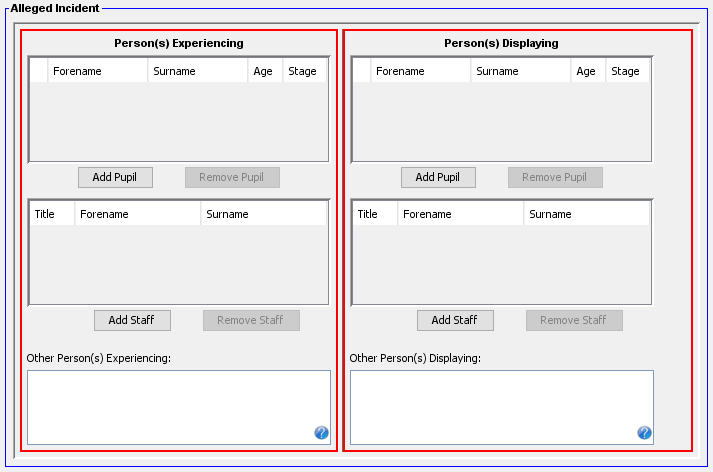 Alleged Incident
Person(s) Experiencing
Forename Surname Age Stage
Add Pupil Remove Pupil
Title Forename Surname
Add Staff Remove Staff
Other Person(s) Experiencing:
?
Person(s) Displaying
Forename Surname Age Stage
Add Pupil Remove Pupil
Title Forename Surname
Add Staff Remove Staff
Other Person(s) Displaying:
?